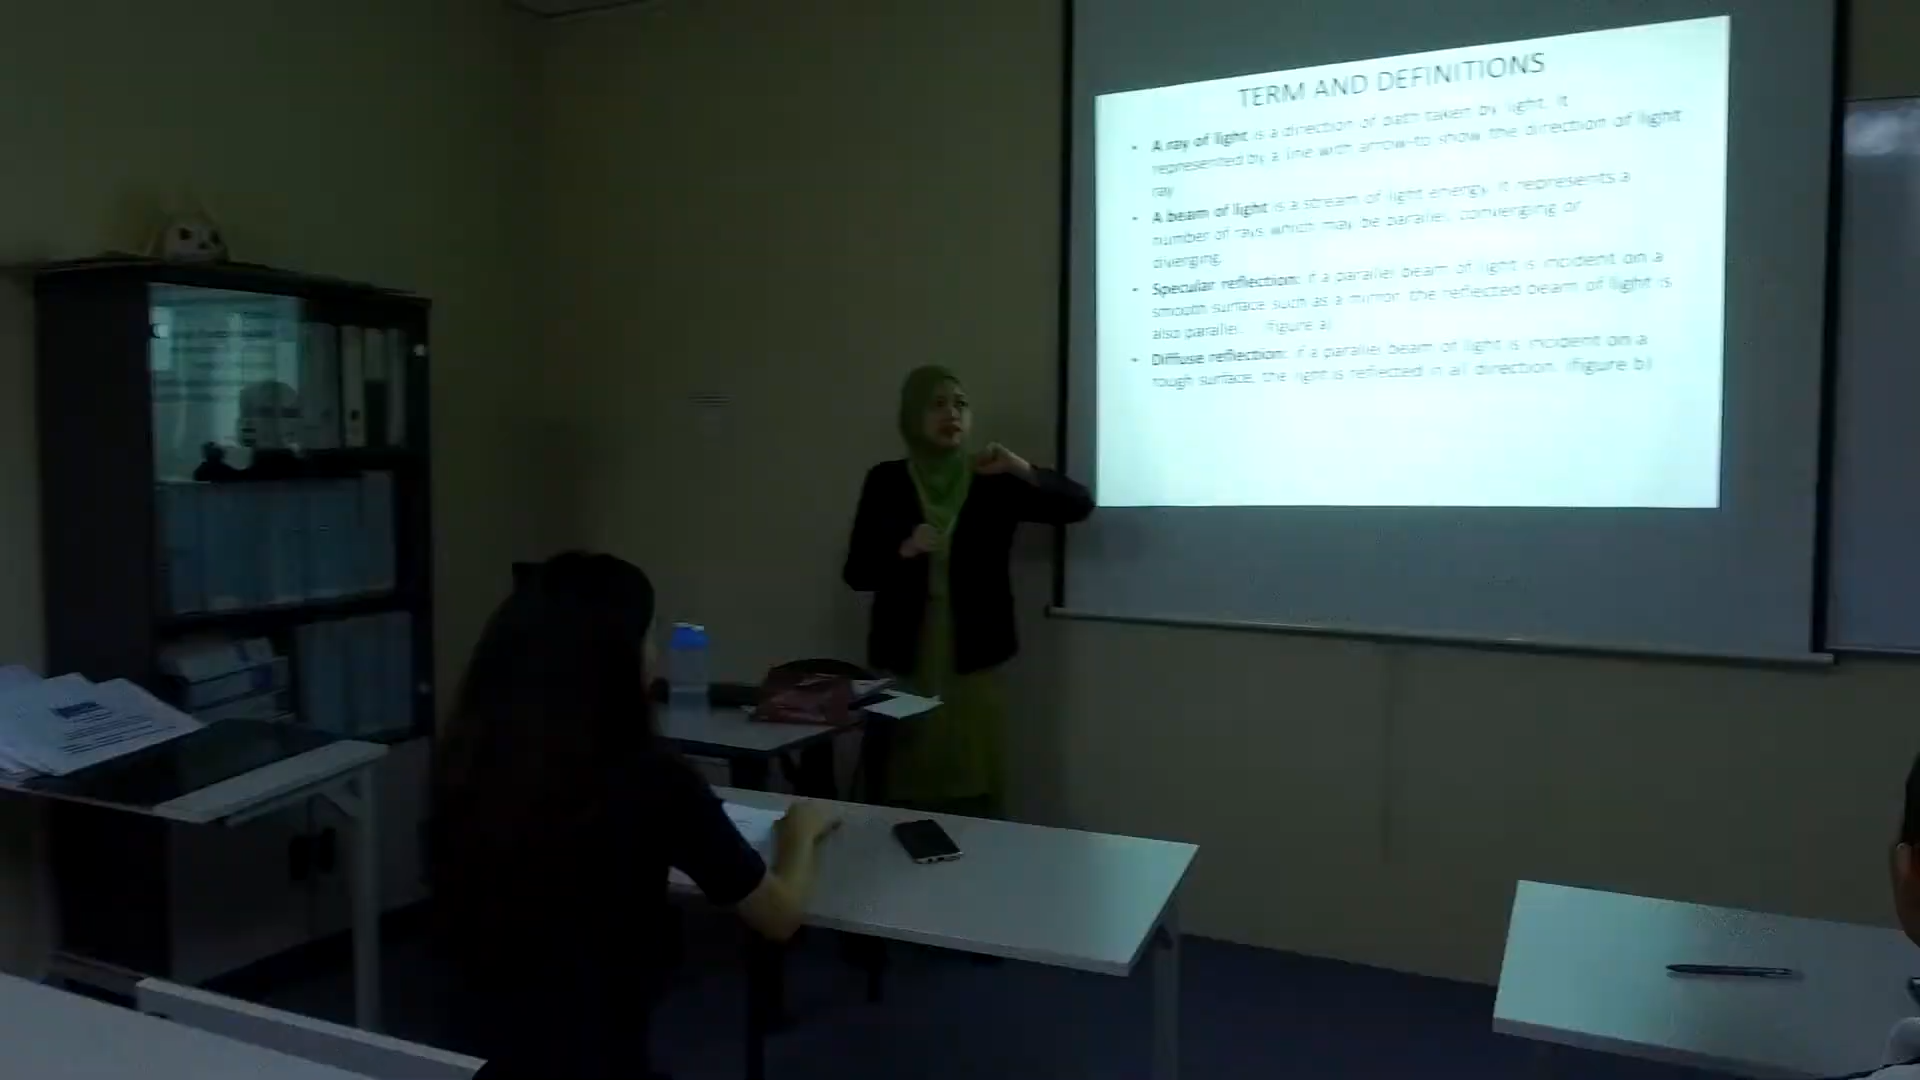 TERM AND DEFINITIONS
• A ray of light is a direction of path taken by light. It
represented by a line with arrow-to show the direction of light
ray
• A beam of light is a stream of light energy. It represents a
number of rays which may be parallel, converging or
diverging.
• Specular reflection: if a parallel beam of light is incident on a
smooth surface such as a mirror, the reflected beam of light is
also parallel. (figure a)
• Diffuse reflection: if a parallel beam of light is incident on a
rough surface, the light is reflected in all direction. (figure b)